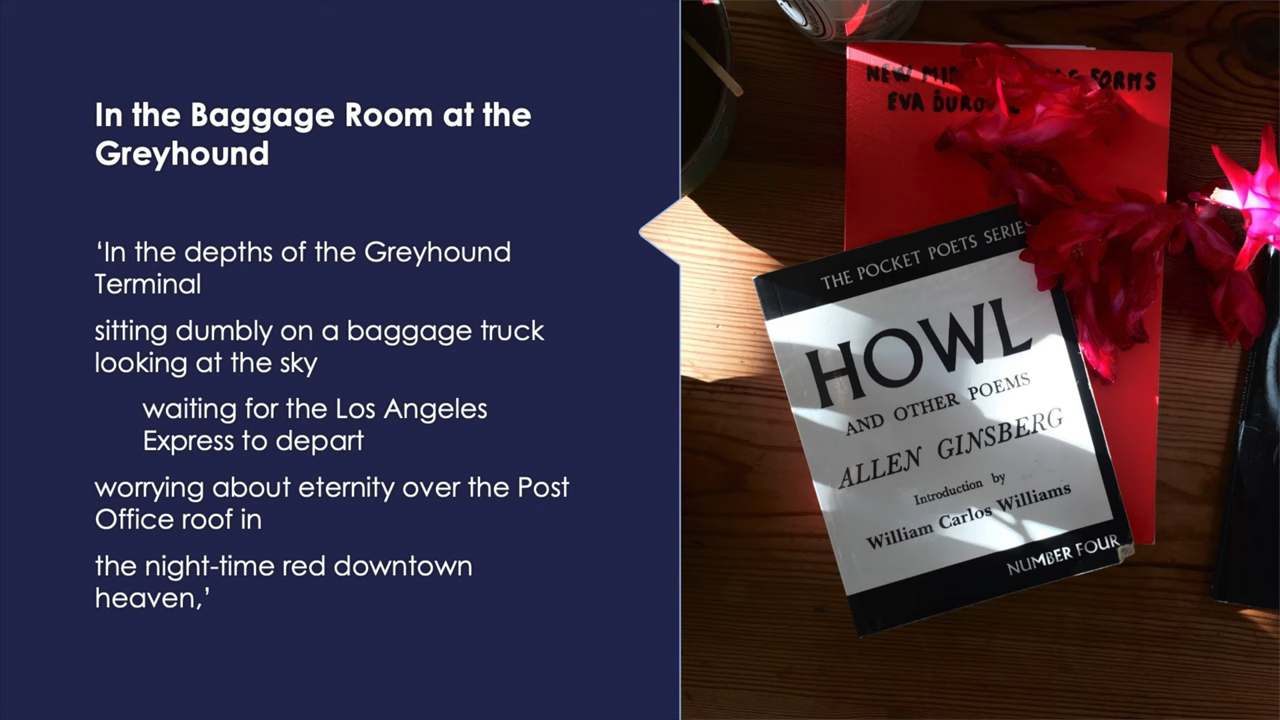 In the Baggage Room at the
Greyhound
‘In the depths of the Greyhound
Terminal
sitting dumbly on a baggage truck
looking at the sky
waiting for the Los Angeles
Express to depart
worrying about eternity over the Post
Office roof in
the night-time red downtown
heaven,’
NEW FORMS
EVA
THE POCKET POETS SERIES
HOWL
AND OTHER POEMS
ALLEN GINSBERG
Introduction by
William Carlos Williams
NUMBER FOUR